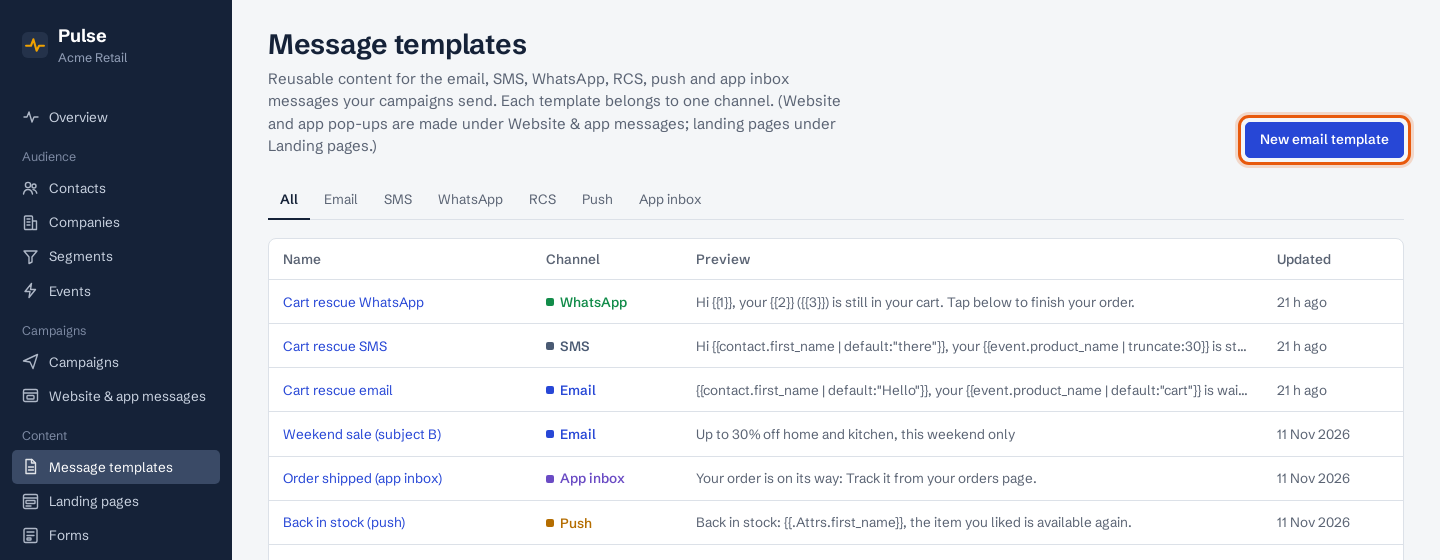 Pulse
Acme Retail
Overview
Audience
Contacts
Companies
Segments
Events
Campaigns
Campaigns
Website & app messages
Content
Message templates
Landing pages
Forms
Message templates
Reusable content for the email, SMS, WhatsApp, RCS, push and app inbox
messages your campaigns send. Each template belongs to one channel. (Website
and app pop-ups are made under Website & app messages; landing pages under
Landing pages.)
New email template
All Email SMS WhatsApp RCS Push App inbox
Name Channel Preview Updated
Cart rescue WhatsApp WhatsApp Hi {{1}}, your {{2}} ({{3}}) is still in your cart. Tap below to finish your order. 21 h ago
Cart rescue SMS SMS Hi {{contact.first_name | default:"there"}}, your {{event.product_name | truncate:30}} is st... 21 h ago
Cart rescue email Email {{contact.first_name | default:"Hello"}}, your {{event.product_name | default:"cart"}} is wai... 21 h ago
Weekend sale (subject B) Email Up to 30% off home and kitchen, this weekend only 11 Nov 2026
Order shipped (app inbox) App inbox Your order is on its way: Track it from your orders page. 11 Nov 2026
Back in stock (push) Push Back in stock: {{.Attrs.first_name}}, the item you liked is available again. 11 Nov 2026